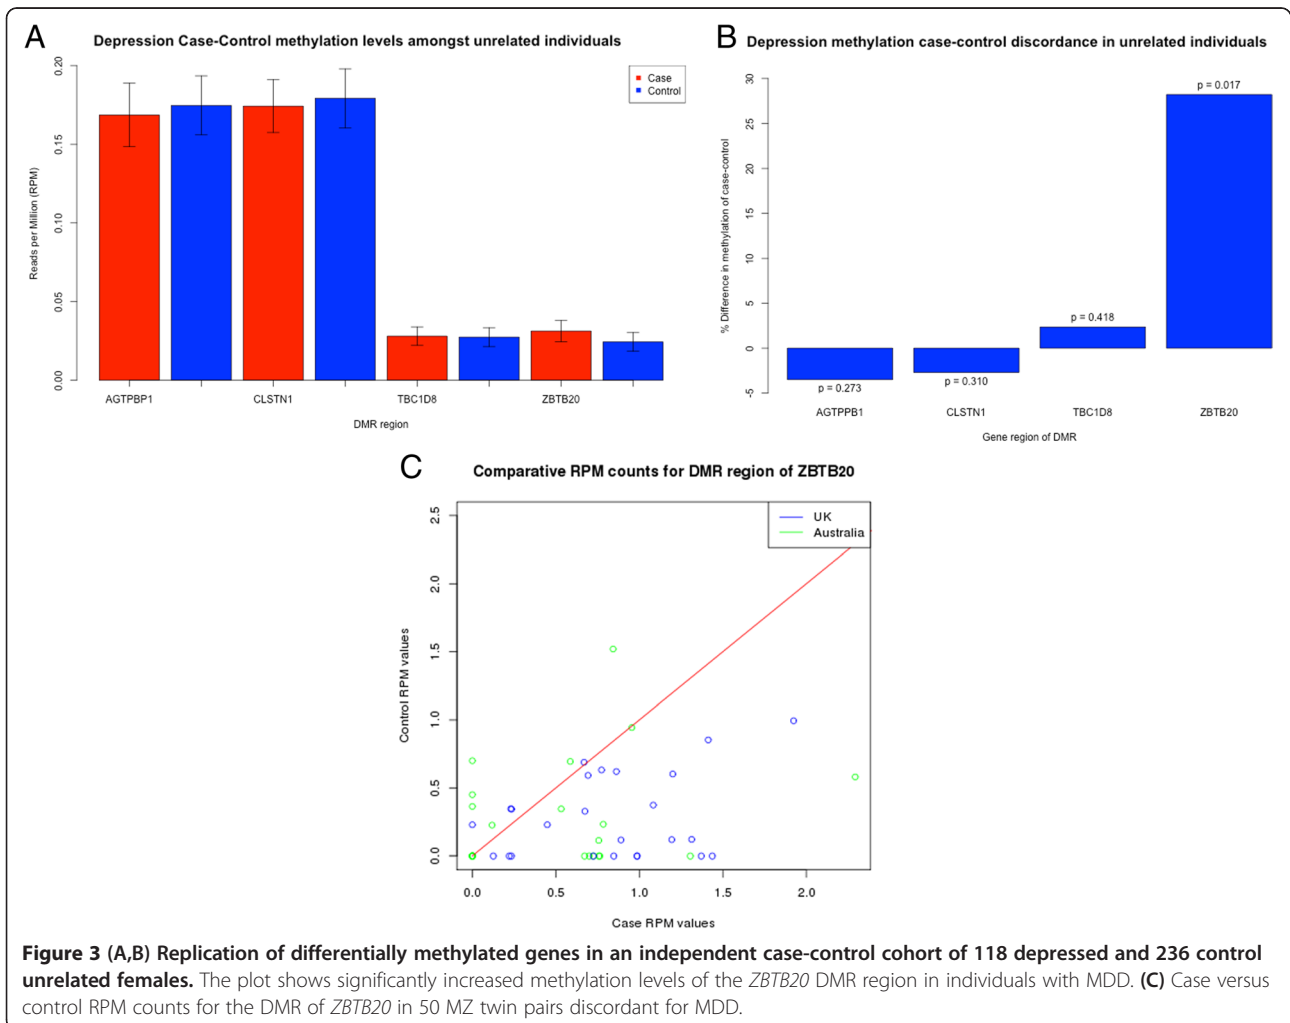 A
Depression Case-Control methylation levels amongst unrelated individuals
Case
Control
Reads per Million (RPM)
0.20
0.15
0.10
0.05
0.00
AGTPBP1 CLSTN1 TBC1D8 ZBTB20
DMR region
B
Depression methylation case-control discordance in unrelated individuals
% Difference in methylation of case-control
30
25
20
15
10
5
0
-5
p = 0.017
p = 0.418
p = 0.273
p = 0.310
AGTPPB1 CLSTN1 TBC1D8 ZBTB20
Gene region of DMR
C
Comparative RPM counts for DMR region of ZBTB20
UK
Australia
Control RPM values
2.5
2.0
1.5
1.0
0.5
0.0
0.0 0.5 1.0 1.5 2.0
Case RPM values
Figure 3 (A,B) Replication of differentially methylated genes in an independent case-control cohort of 118 depressed and 236 control
unrelated females. The plot shows significantly increased methylation levels of the ZBTB20 DMR region in individuals with MDD. (C) Case versus
control RPM counts for the DMR of ZBTB20 in 50 MZ twin pairs discordant for MDD.